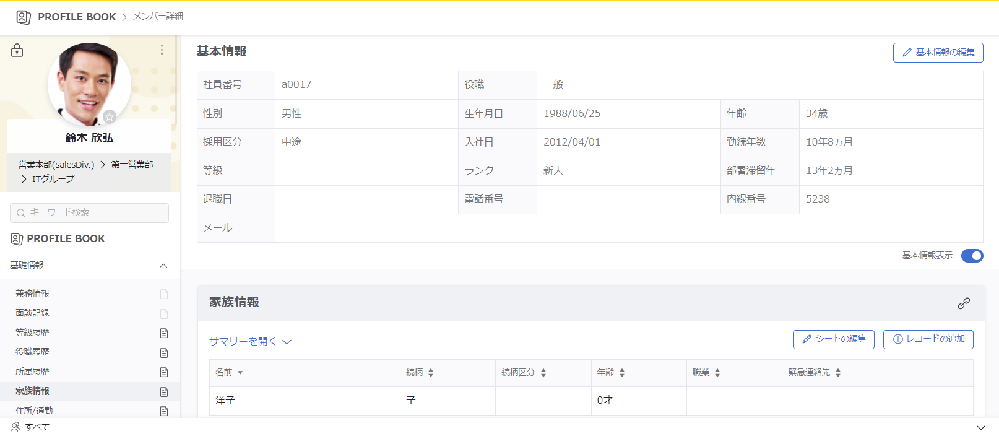 PROFILE BOOK > メンバー詳細
鈴木 欣弘
営業本部(salesDiv.) > 第一営業部
> ITグループ
キーワード検索
PROFILE BOOK
基礎情報
兼務情報
面談記録
等級履歴
役職履歴
所属履歴
家族情報
住所/通勤
基本情報
基本情報の編集
社員番号 a0017 役職 一般
性別 男性 生年月日 1988/06/25 年齢 34歳
採用区分 中途 入社日 2012/04/01 勤続年数 10年8ヵ月
等級 ランク 新人 部署滞留年 13年2ヵ月
退職日 電話番号 内線番号 5238
メール
基本情報表示
家族情報
サマリーを開く
シートの編集 レコードの追加
名前 続柄 続柄区分 年齢 職業 緊急連絡先
洋子 子 0才
すべて